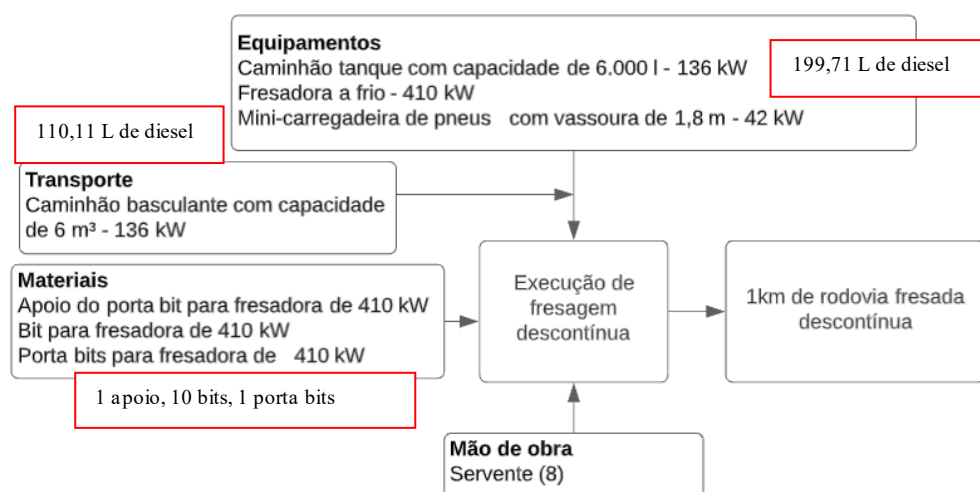 Equipamentos
Caminhão tanque com capacidade de 6.000 l - 136 kW
Fresadora a frio - 410 kW
Mini-carregadeira de pneus com vassoura de 1,8 m - 42 kW
199,71 L de diesel
110,11 L de diesel
Transporte
Caminhão basculante com capacidade
de 6 m³ - 136 kW
Materiais
Apoio do porta bit para fresadora de 410 kW
Bit para fresadora de 410 kW
Porta bits para fresadora de 410 kW
1 apoio, 10 bits, 1 porta bits
Execução de
fresagem
descontínua
1km de rodovia fresada
descontínua
Mão de obra
Servente (8)